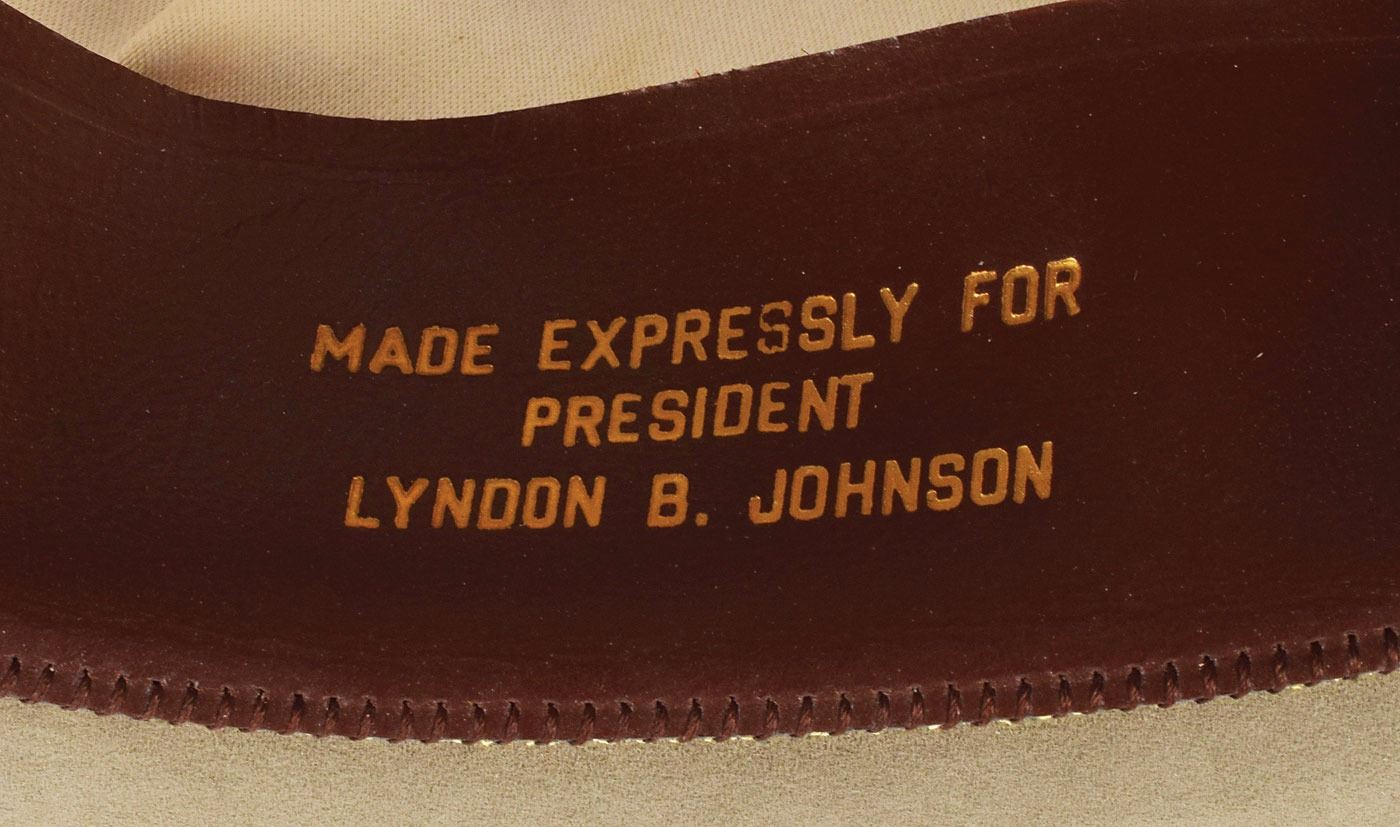 MADE EXPRESSLY FOR
PRESIDENT
LYNDON B. JOHNSON